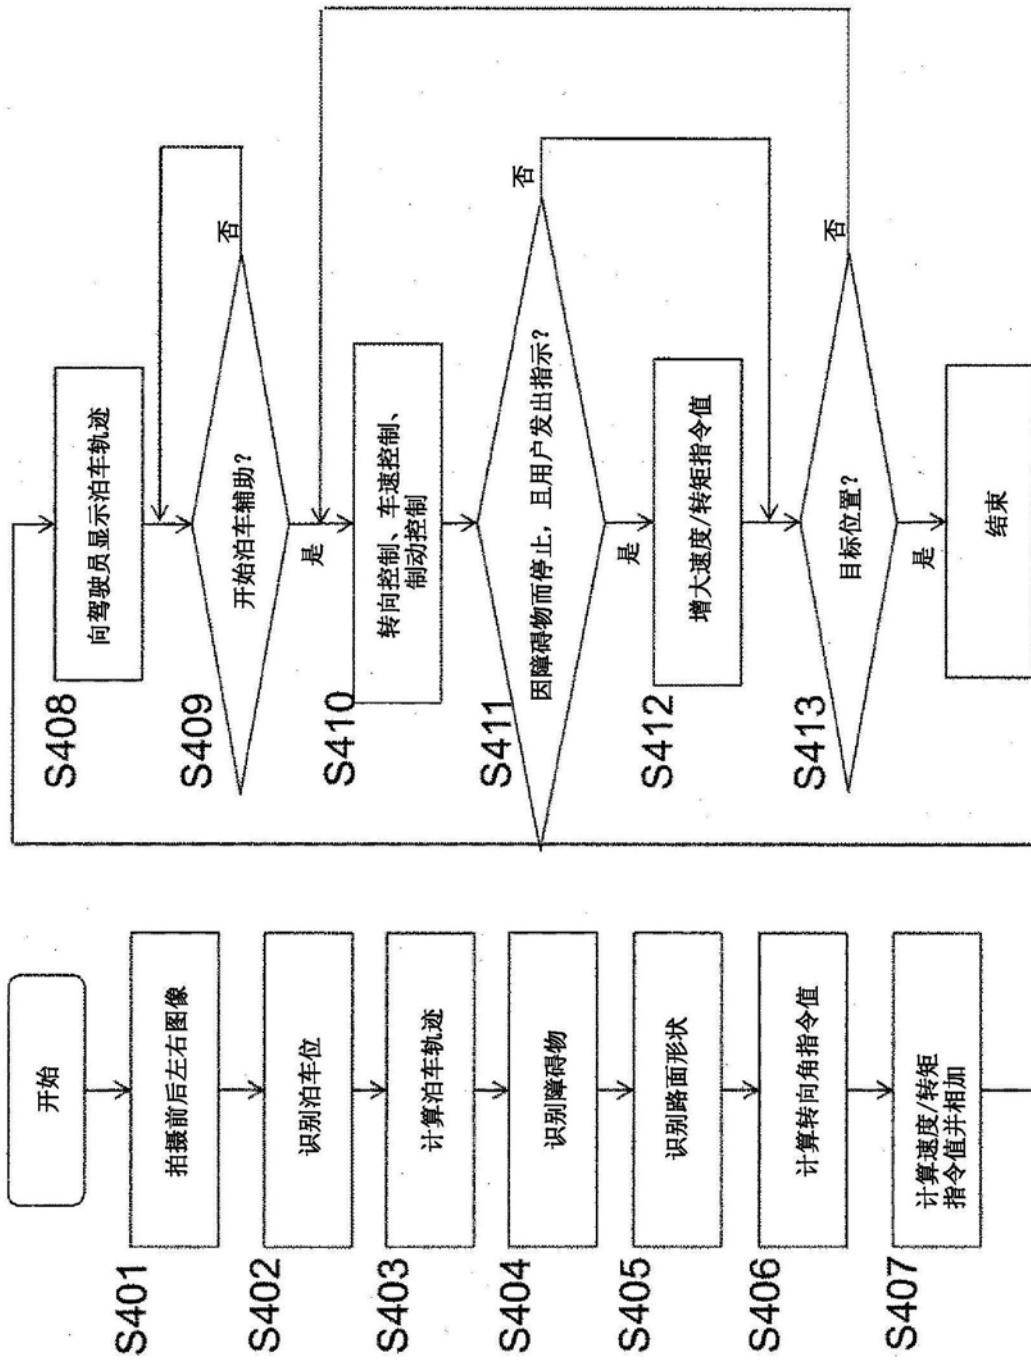 开始
S401
拍摄前后左右图像
S402
识别泊车位
S403
计算泊车轨迹
S404
识别障碍物
S405
识别路面形状
S406
计算转向角指令值
S407
计算速度/转矩
指令值并相加
S408
向驾驶员显示泊车轨迹
S409
开始泊车辅助?
否
是
S410
转向控制、车速控制、
制动控制
S411
因障碍物而停止，且用户发出指示?
否
是
S412
增大速度/转矩指令值
S413
目标位置?
否
是
结束